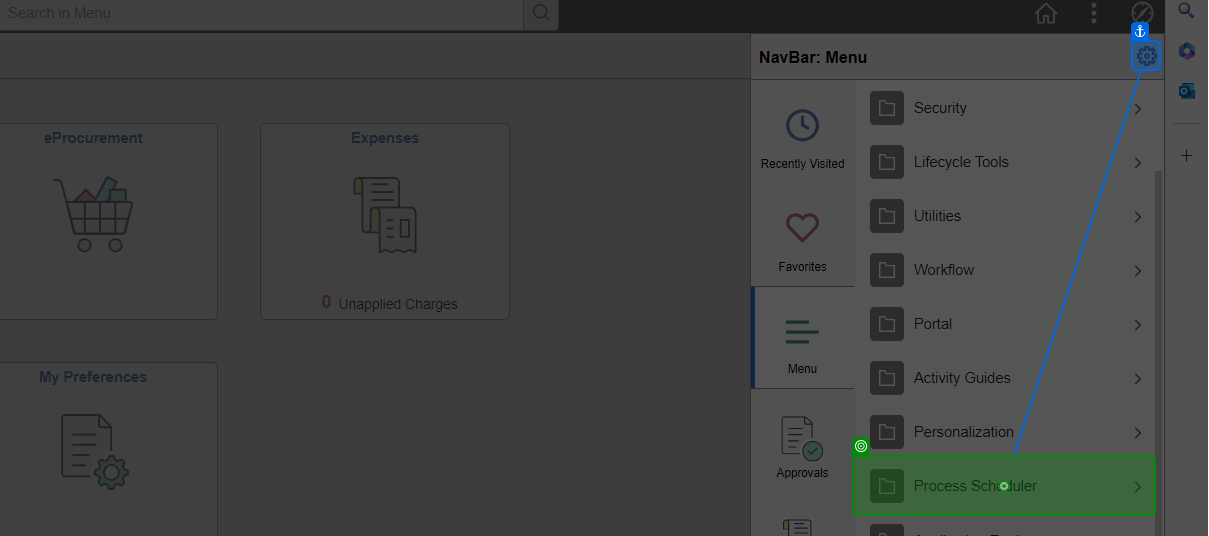 Search in Menu
NavBar: Menu
eProcurement
Expenses
0 Unapplied Charges
My Preferences
Recently Visited
Favorites
Menu
Approvals
Security
Lifecycle Tools
Utilities
Workflow
Portal
Activity Guides
Personalization
Process Scheduler